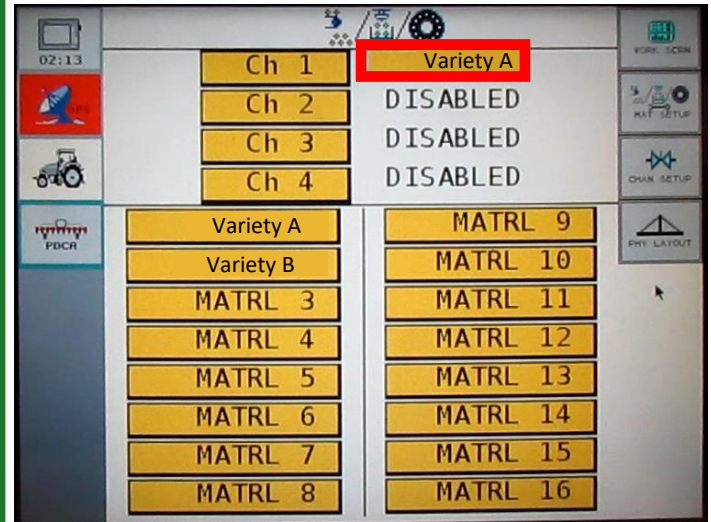 02:13
GPS
PDCR
Ch 1 Variety A
Ch 2 DISABLED
Ch 3 DISABLED
Ch 4 DISABLED
Variety A
Variety B
MATRL 3
MATRL 4
MATRL 5
MATRL 6
MATRL 7
MATRL 8
MATRL 9
MATRL 10
MATRL 11
MATRL 12
MATRL 13
MATRL 14
MATRL 15
MATRL 16
WORK SCRN
MAT SETUP
CHAN SETUP
PHY LAYOUT